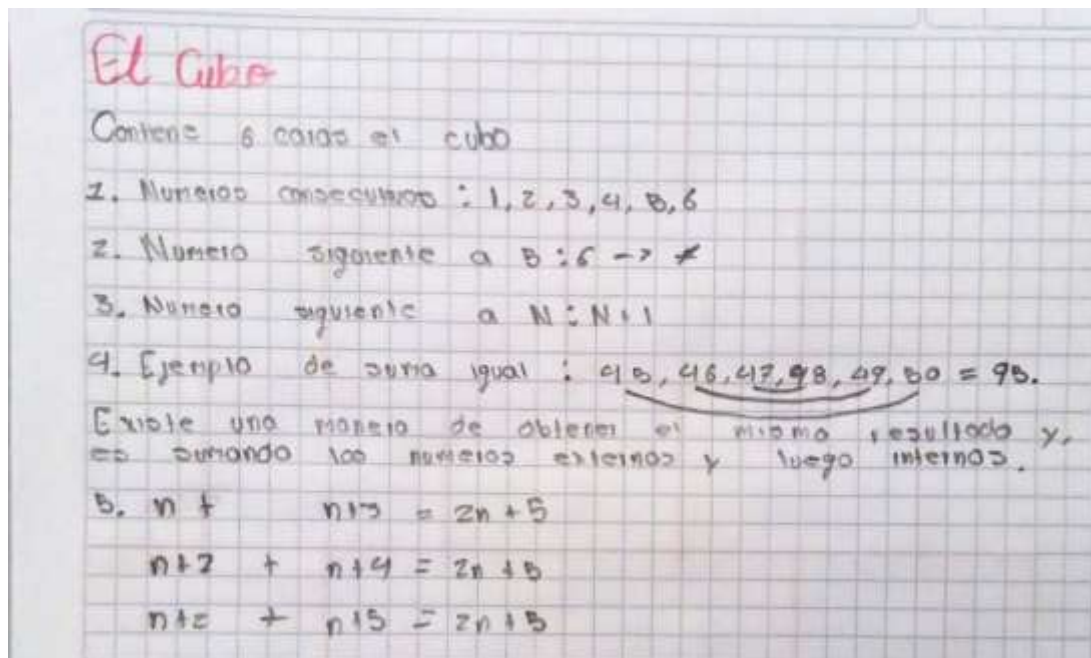 El Cubo
Contiene 6 caras el cubo
1. Numeros consecutivos : 1, 2, 3, 4, 5, 6
2. Numero siguiente a 5 : 6 ->
3. Numero siguiente a N : N+1
4. Ejemplo de suma igual : 45, 46, 47, 48, 49, 50 = 95.
Existe una manera de obtener el mismo resultado y,
es sumando los numeros externos y luego internos.
5. n + = 2n + 5
n+ + n+4 = 2n + 5
n+2 + = 2n + 5